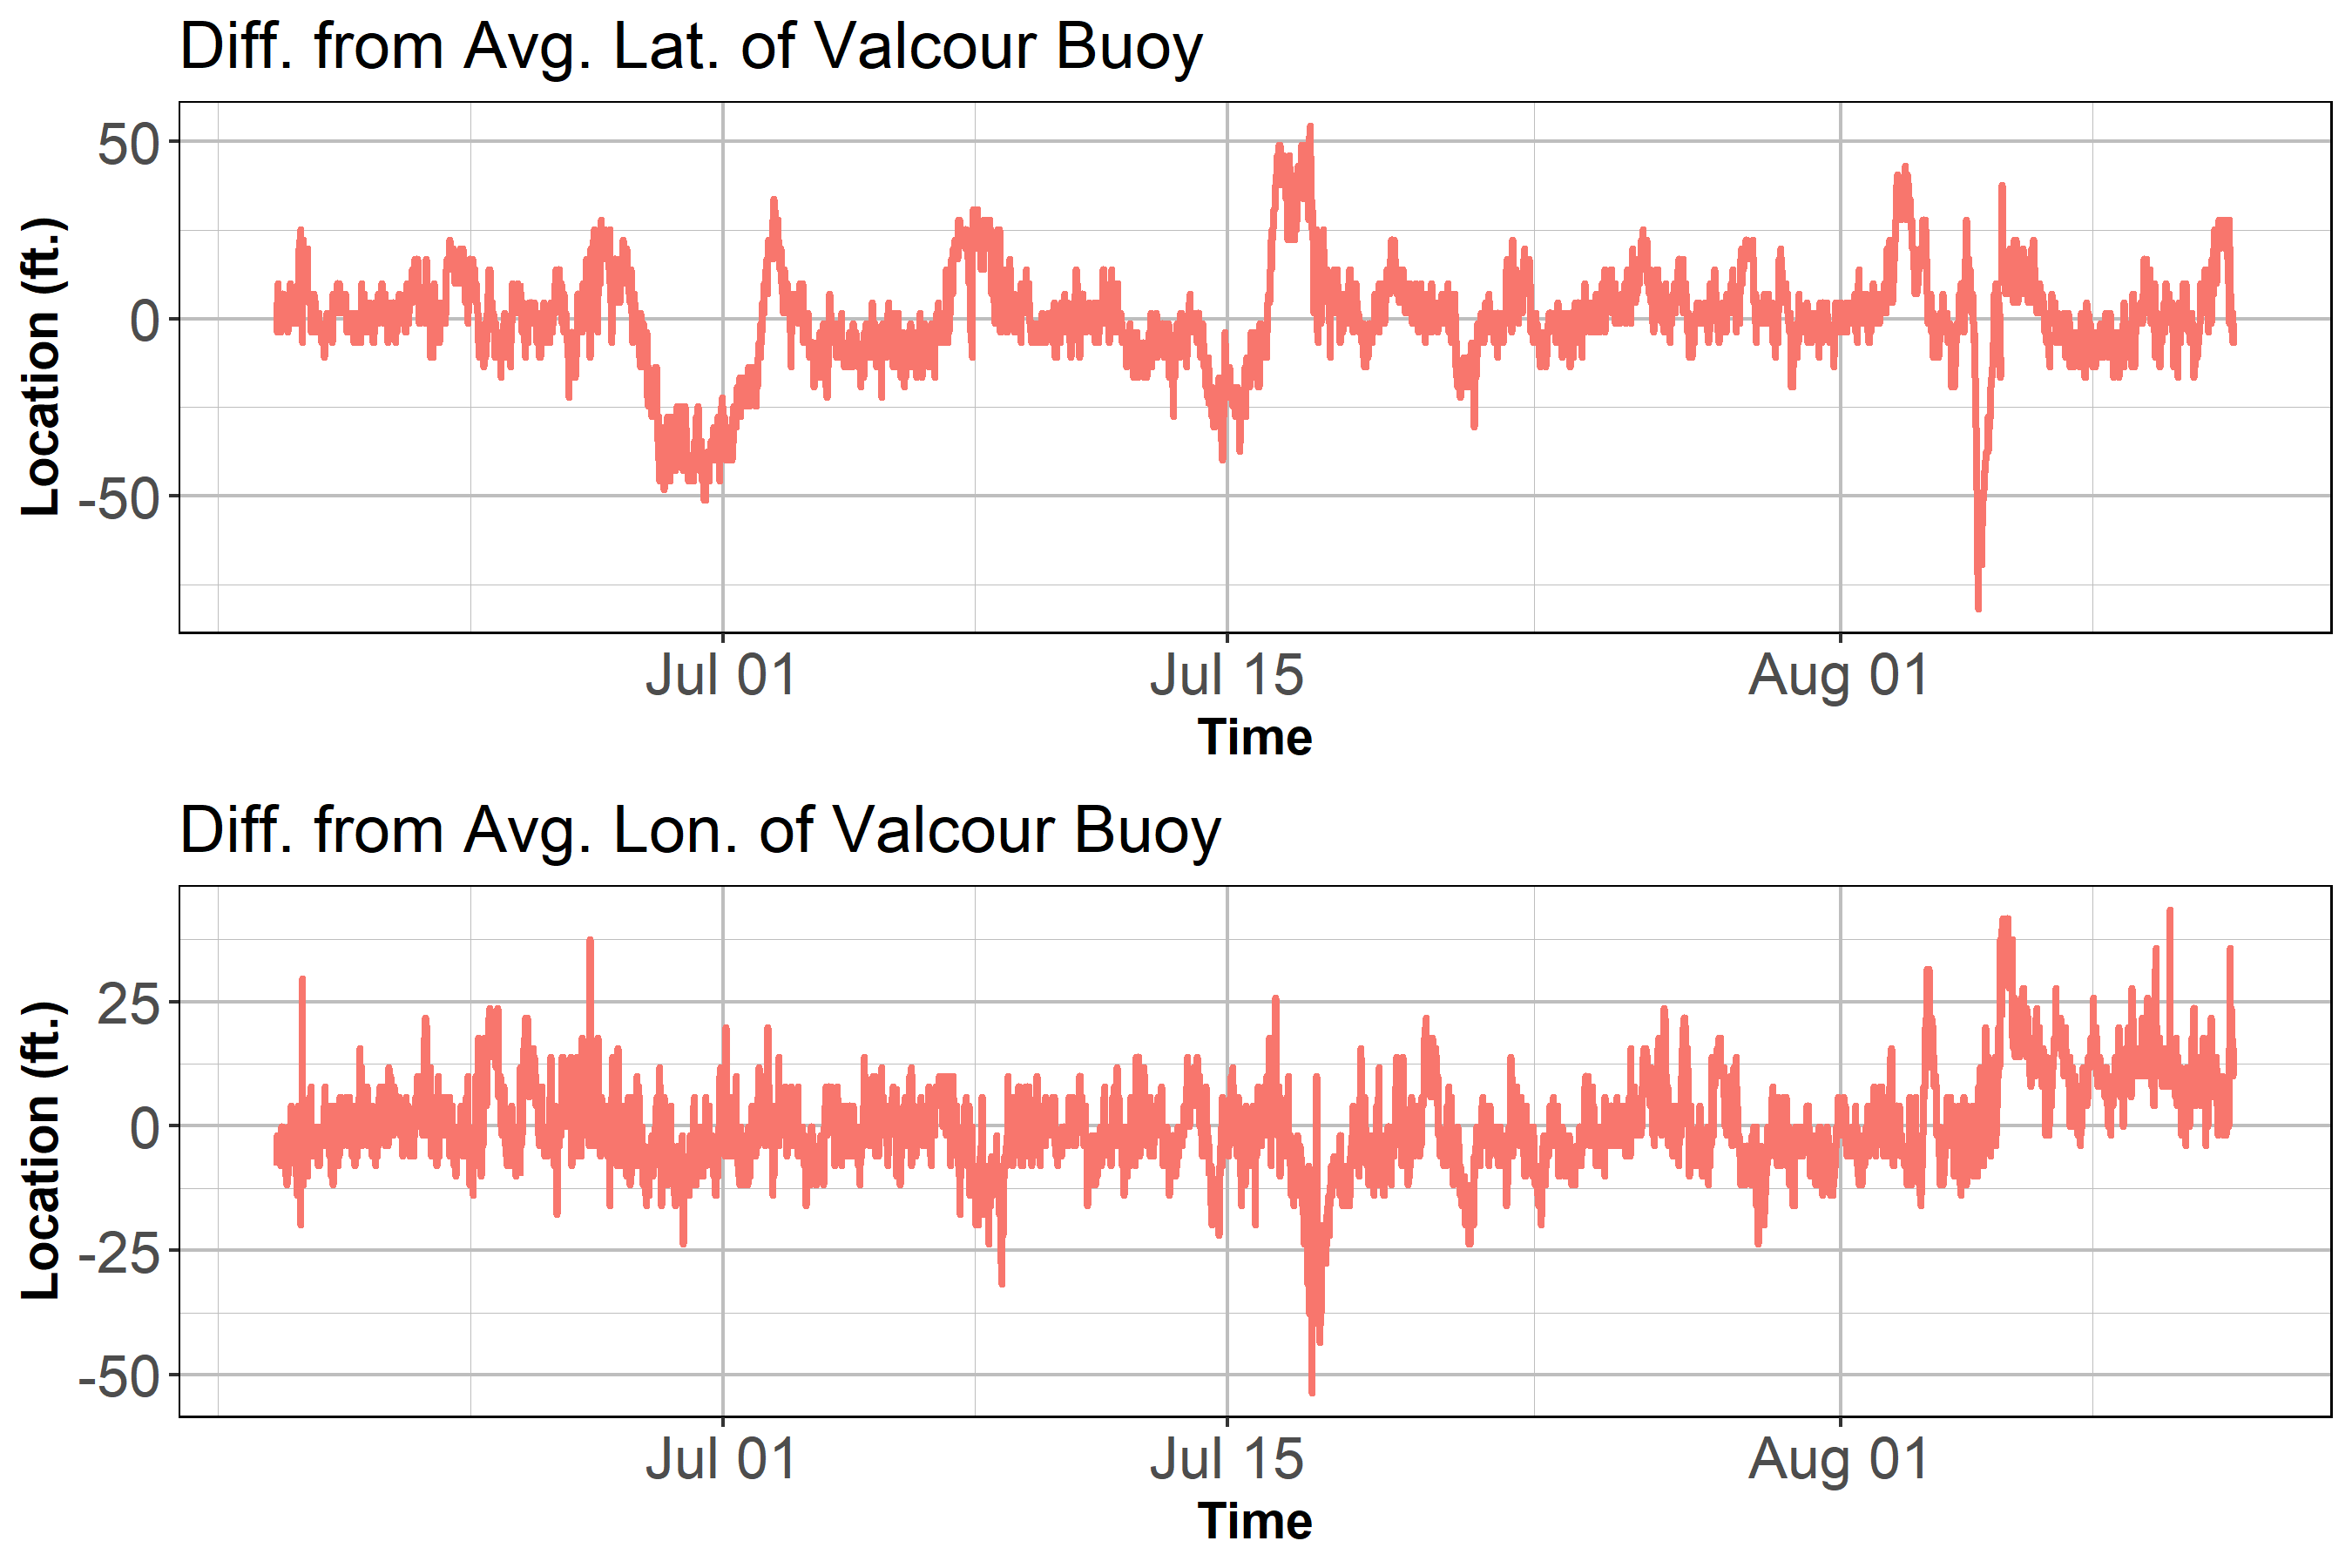 Diff. from Avg. Lat. of Valcour Buoy
Location (ft.)
50
0
-50
Jul 01 Jul 15 Aug 01
Time
Diff. from Avg. Lon. of Valcour Buoy
Location (ft.)
25
0
-25
-50
Jul 01 Jul 15 Aug 01
Time